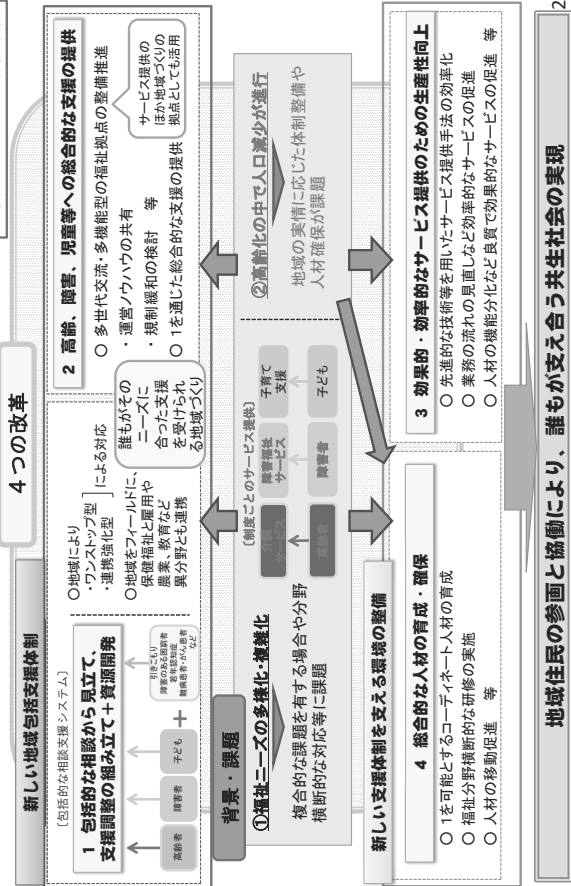 4つの改革
新しい地域包括支援体制
〔包括的な相談支援システム〕
1 包括的な相談から見立て、
支援調整の組み立て＋資源開発
高齢者
障害者
子ども
＋
引きこもり
障害のある困窮者
若年認知症
難病患者・がん患者
など
○地域により
・ワンストップ型
・連携強化型
による対応
○地域をフィールドに、
保健福祉と雇用や
農業、教育など
異分野とも連携
誰もがその
ニーズに
合った支援
を受けられ
る地域づくり
2 高齢、障害、児童等への総合的な支援の提供
○ 多世代交流・多機能型の福祉拠点の整備推進
・運営ノウハウの共有
・規制緩和の検討 等
○ 1を通じた総合的な支援の提供
サービス提供の
ほか地域づくりの
拠点としても活用
背景・課題
①福祉ニーズの多様化・複雑化
複合的な課題を有する場合や分野
横断的な対応等に課題
〔制度ごとのサービス提供〕
介護
サービス
高齢者
障害福祉
サービス
障害者
子育て
支援
子ども
②高齢化の中で人口減少が進行
地域の実情に応じた体制整備や
人材確保が課題
新しい支援体制を支える環境の整備
4 総合的な人材の育成・確保
○ 1を可能とするコーディネート人材の育成
○ 福祉分野横断的な研修の実施
○ 人材の移動促進 等
3 効果的・効率的なサービス提供のための生産性向上
○ 先進的な技術等を用いたサービス提供手法の効率化
○ 業務の流れの見直しなど効率的なサービスの促進
○ 人材の機能分化など良質で効果的なサービスの促進 等
地域住民の参画と協働により、誰もが支え合う共生社会の実現
2